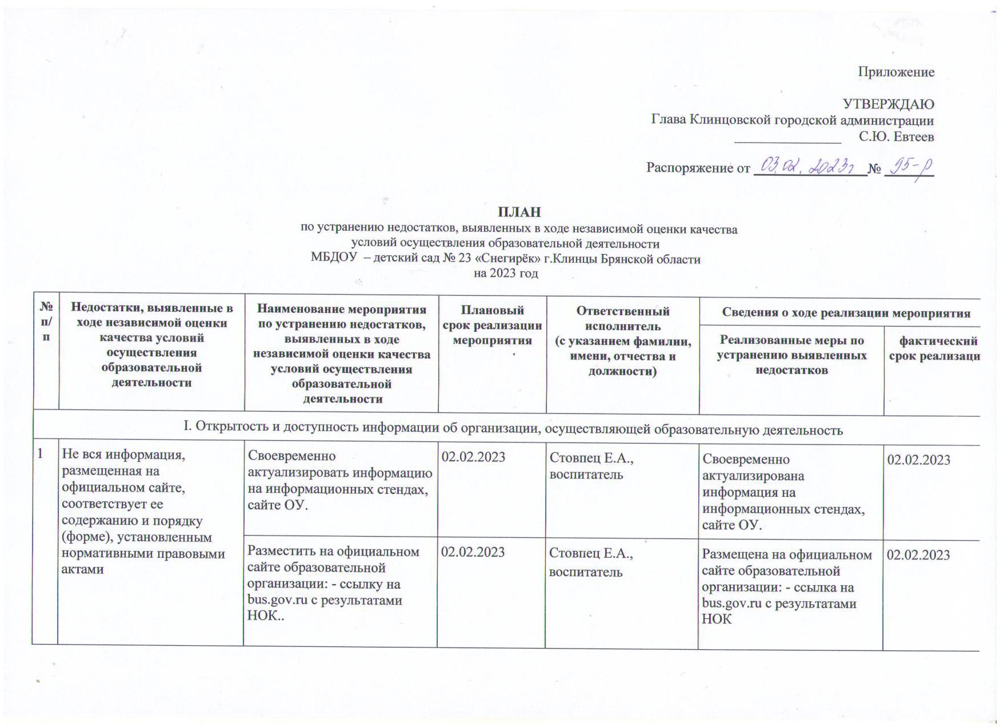 Приложение
УТВЕРЖДАЮ
Глава Клинцовской городской администрации
_______________ С.Ю. Евтеев
Распоряжение от 03.02.2023г № 95-р
ПЛАН
по устранению недостатков, выявленных в ходе независимой оценки качества
условий осуществления образовательной деятельности
МБДОУ – детский сад № 23 «Снегирёк» г.Клинцы Брянской области
на 2023 год
№
п/
п
Недостатки, выявленные в
ходе независимой оценки
качества условий
осуществления
образовательной
деятельности
Наименование мероприятия
по устранению недостатков,
выявленных в ходе
независимой оценки качества
условий осуществления
образовательной
деятельности
Плановый
срок реализации
мероприятия
Ответственный
исполнитель
(с указанием фамилии,
имени, отчества и
должности)
Сведения о ходе реализации мероприятия
Реализованные меры по
устранению выявленных
недостатков
фактический
срок реализаци
I. Открытость и доступность информации об организации, осуществляющей образовательную деятельность
1
Не вся информация,
размещенная на
официальном сайте,
соответствует ее
содержанию и порядку
(форме), установленным
нормативными правовыми
актами
Своевременно
актуализировать информацию
на информационных стендах,
сайте ОУ.
02.02.2023
Стовпец Е.А.,
воспитатель
Своевременно
актуализирована
информация на
информационных стендах,
сайте ОУ.
02.02.2023
Разместить на официальном
сайте образовательной
организации: - ссылку на
bus.gov.ru с результатами
НОК..
02.02.2023
Стовпец Е.А.,
воспитатель
Размещена на официальном
сайте образовательной
организации: - ссылка на
bus.gov.ru с результатами
НОК
02.02.2023